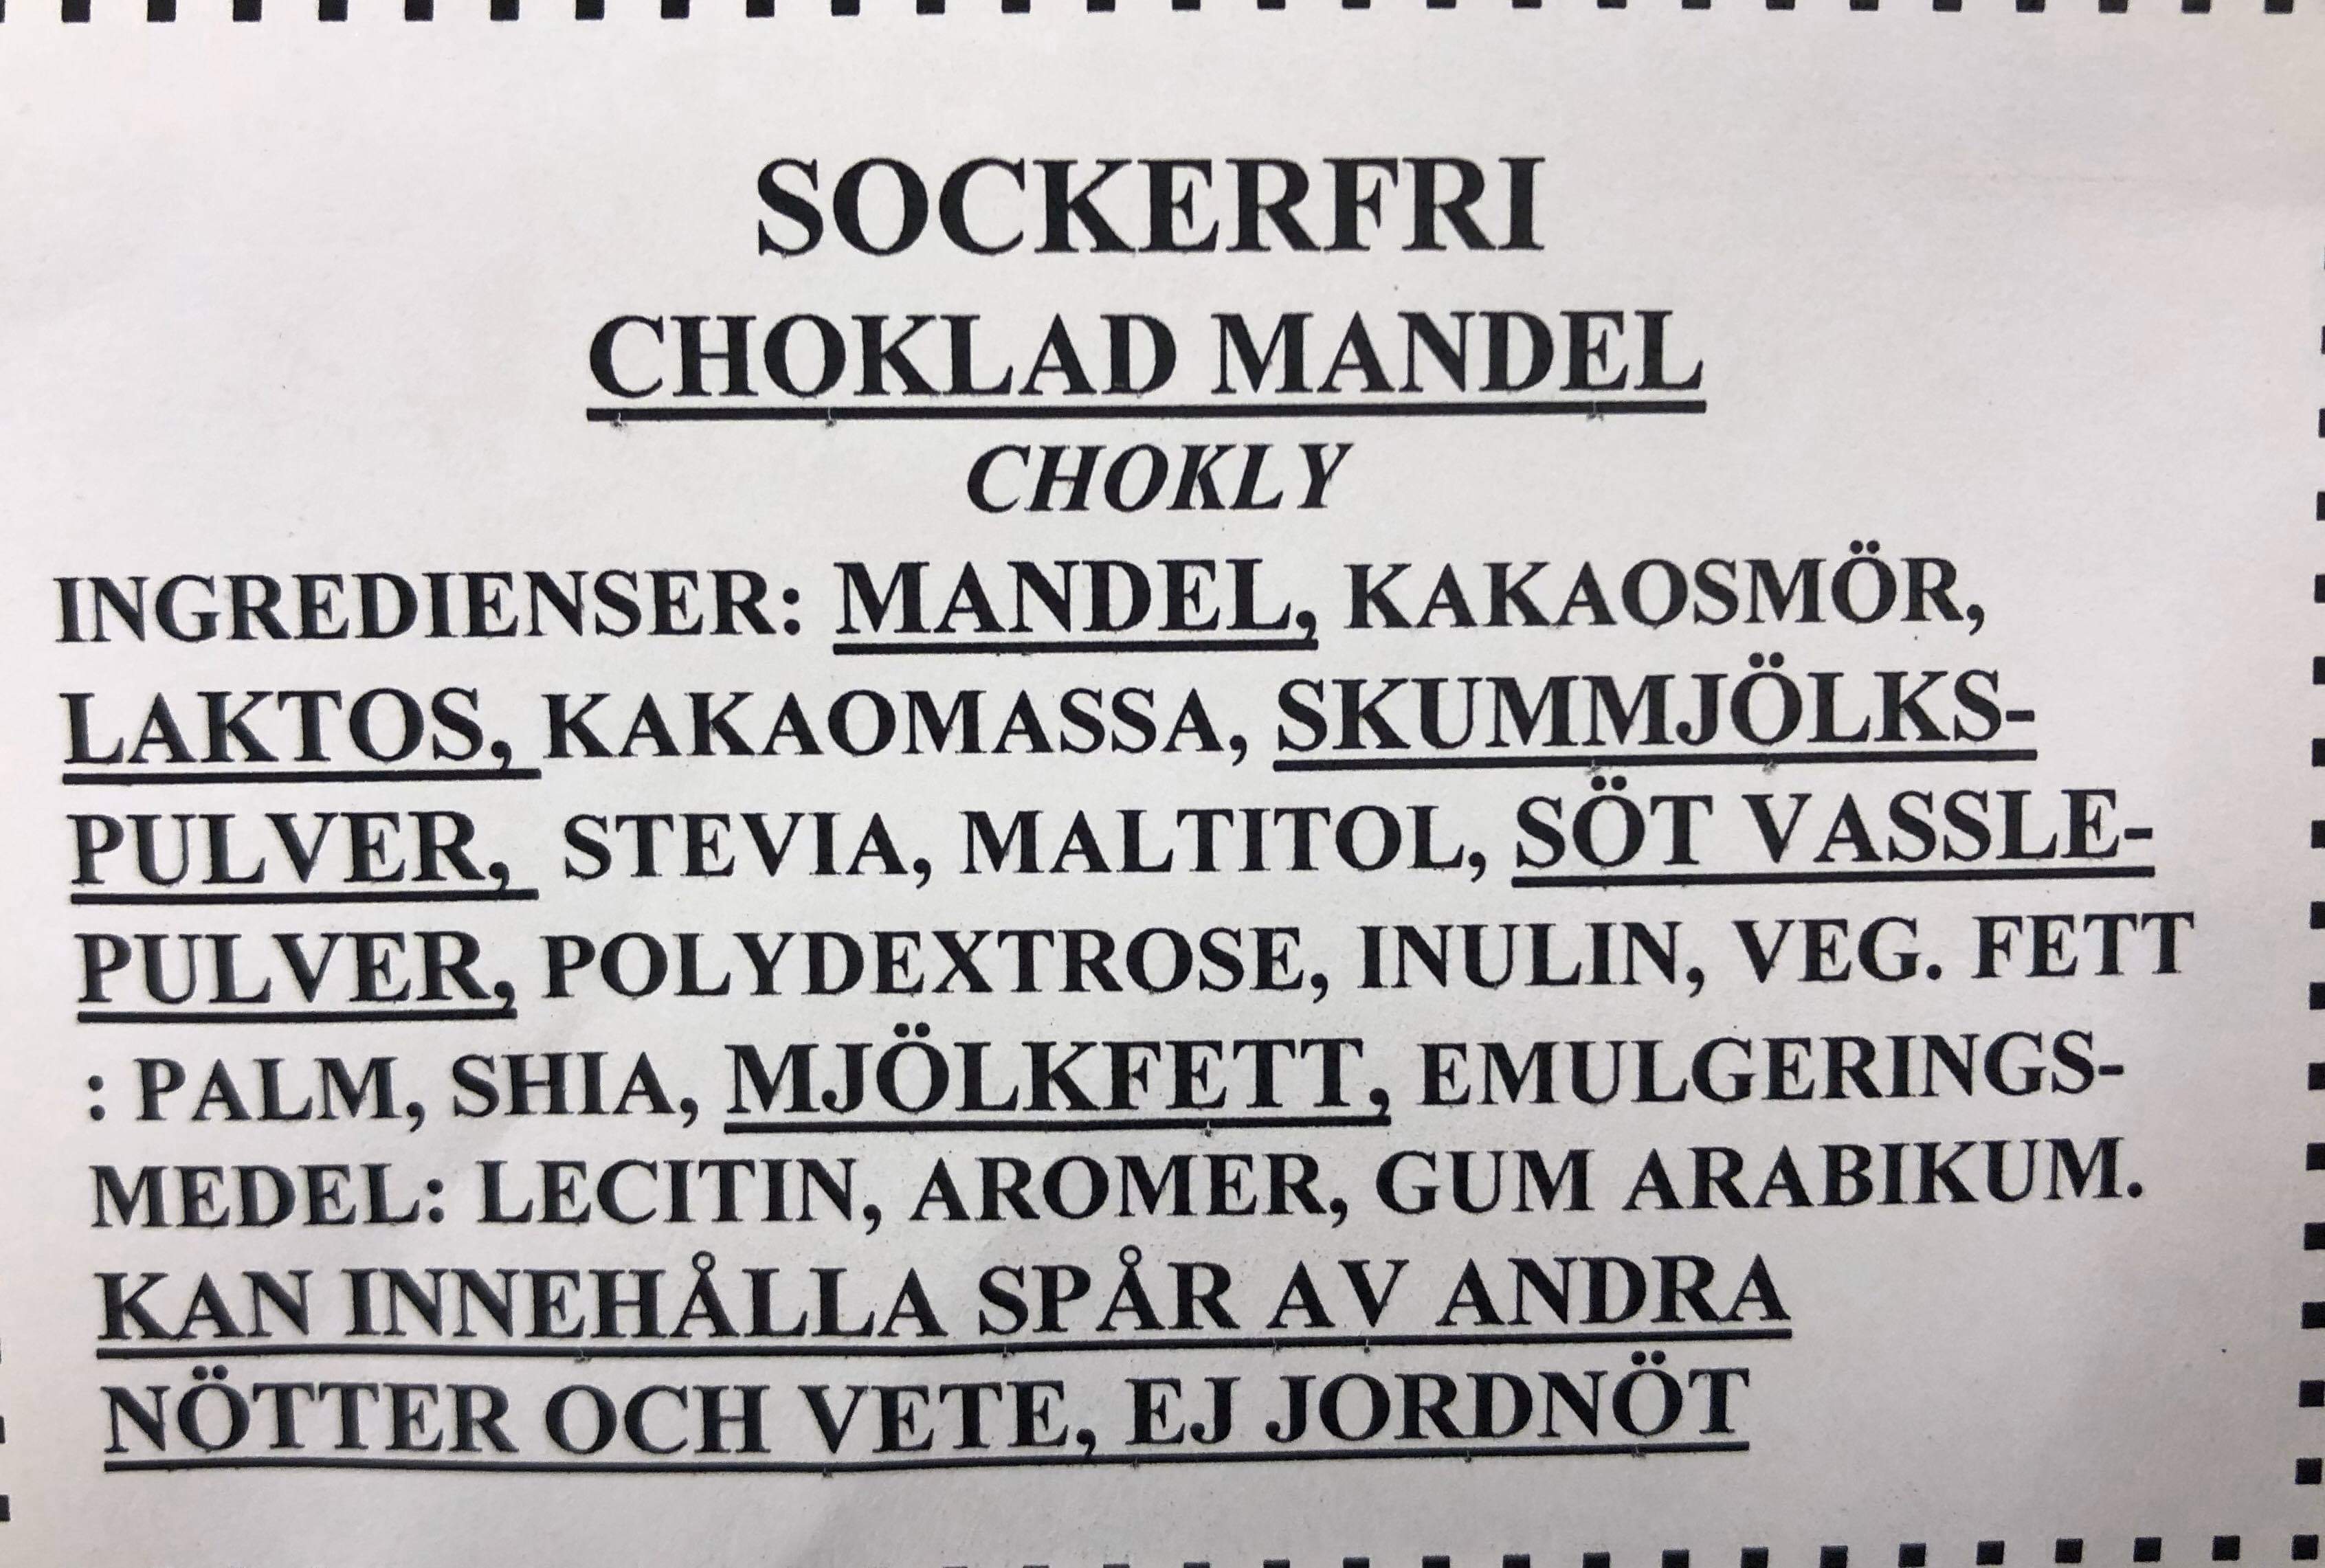 SOCKERFRI
CHOKLAD MANDEL
CHOKLY
INGREDIENSER: MANDEL, KAKAOSMÖR,
LAKTOS, KAKAOMASSA, SKUMMJÖLKS-
PULVER, STEVIA, MALTITOL, SÖT VASSLE-
PULVER, POLYDEXTROSE, INULIN, VEG. FETT
: PALM, SHIA, MJÖLKFETT, EMULGERINGS-
MEDEL: LECITIN, AROMER, GUM ARABIKUM.
KAN INNEHÅLLA SPÅR AV ANDRA
NÖTTER OCH VETE, EJ JORDNÖT